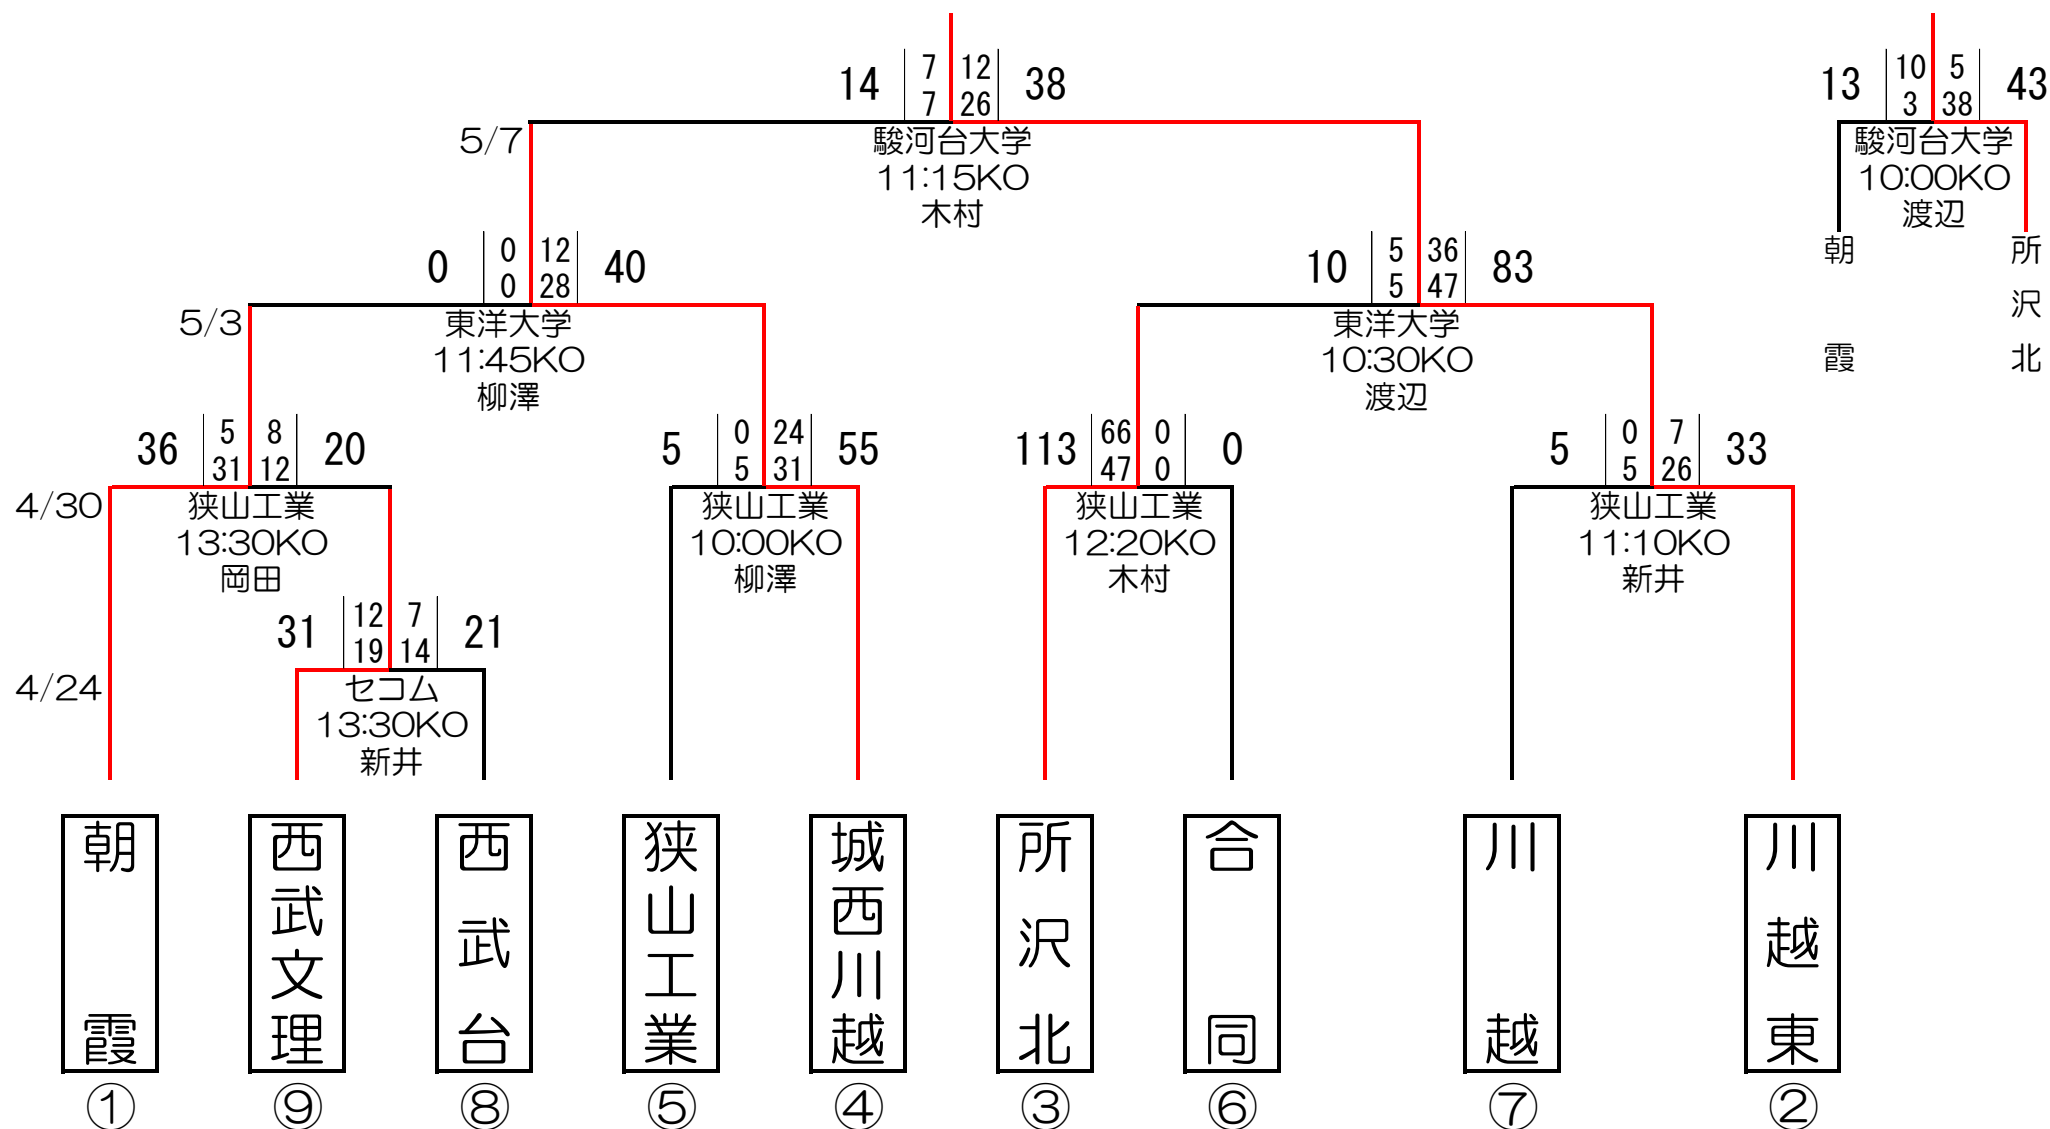 14 7 12 38
7 26
13 10 5 43
3 38
5/7
駿河台大学
11:15KO
木村
駿河台大学
10:00KO
渡辺
朝霞
所沢北
0 0 12 40
0 28
10 5 36 83
5 47
5/3
東洋大学
11:45KO
柳澤
東洋大学
10:30KO
渡辺
36 5 8 20
31 12
5 0 24 55
5 31
113 66 0 0
47 0
5 0 7 33
5 26
4/30
狭山工業
13:30KO
岡田
狭山工業
10:00KO
柳澤
狭山工業
12:20KO
木村
狭山工業
11:10KO
新井
31 12 7 21
19 14
4/24
セコム
13:30KO
新井
朝霞
西武文理
西武台
狭山工業
城西川越
所沢北
合同
川越
川越東
① ⑨ ⑧ ⑤ ④ ③ ⑥ ⑦ ②